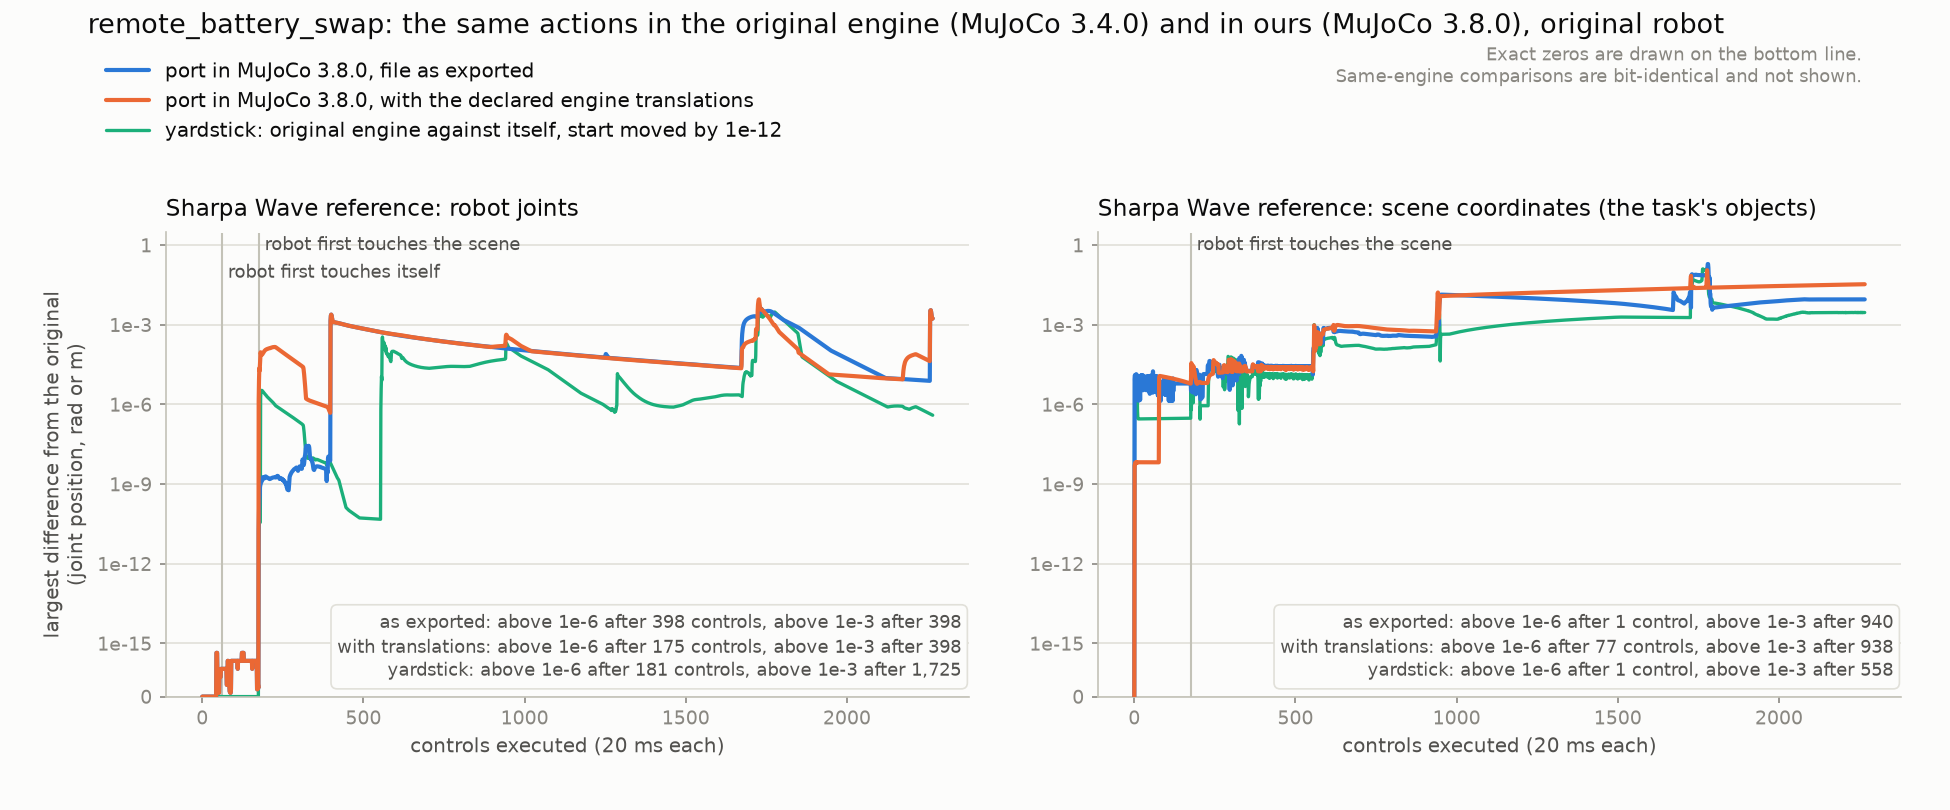 remote_battery_swap: the same actions in the original engine (MuJoCo 3.4.0) and in ours (MuJoCo 3.8.0), original robot
Exact zeros are drawn on the bottom line.
Same-engine comparisons are bit-identical and not shown.
port in MuJoCo 3.8.0, file as exported
port in MuJoCo 3.8.0, with the declared engine translations
yardstick: original engine against itself, start moved by 1e-12
Sharpa Wave reference: robot joints
robot first touches the scene
robot first touches itself
largest difference from the original
(joint position, rad or m)
1
1e-3
1e-6
1e-9
1e-12
1e-15
0
as exported: above 1e-6 after 398 controls, above 1e-3 after 398
with translations: above 1e-6 after 175 controls, above 1e-3 after 398
yardstick: above 1e-6 after 181 controls, above 1e-3 after 1,725
0 500 1000 1500 2000
controls executed (20 ms each)
Sharpa Wave reference: scene coordinates (the task's objects)
robot first touches the scene
1
1e-3
1e-6
1e-9
1e-12
1e-15
0
as exported: above 1e-6 after 1 control, above 1e-3 after 940
with translations: above 1e-6 after 77 controls, above 1e-3 after 938
yardstick: above 1e-6 after 1 control, above 1e-3 after 558
0 500 1000 1500 2000
controls executed (20 ms each)